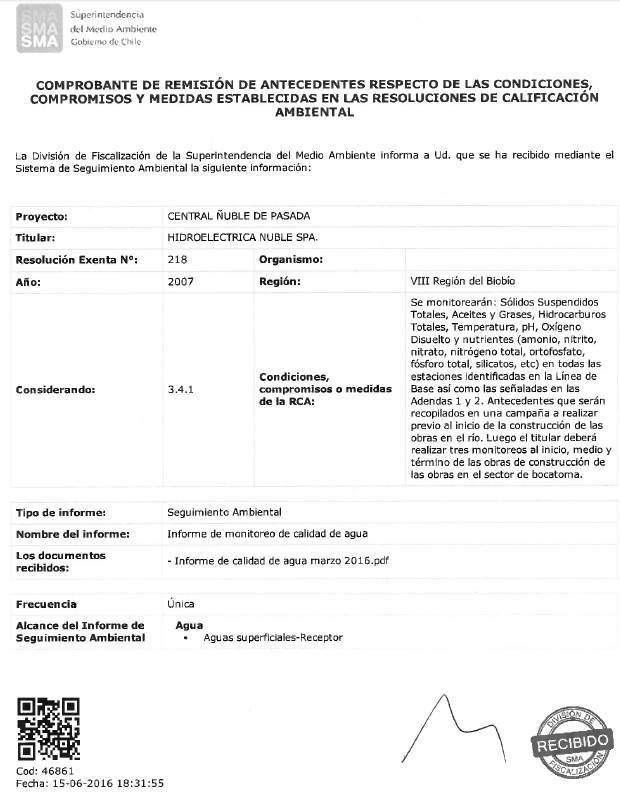 SMA
SMA
SMA
Superintendencia
del Medio Ambiente
Gobierno de Chile
COMPROBANTE DE REMISIÓN DE ANTECEDENTES RESPECTO DE LAS CONDICIONES,
COMPROMISOS Y MEDIDAS ESTABLECIDAS EN LAS RESOLUCIONES DE CALIFICACIÓN
AMBIENTAL
La División de Fiscalización de la Superintendencia del Medio Ambiente informa a Ud. que se ha recibido mediante el
Sistema de Seguimiento Ambiental la siguiente información:
Proyecto: CENTRAL ÑUBLE DE PASADA
Titular: HIDROELECTRICA NUBLE SPA.
Resolución Exenta Nº: 218 Organismo:
Año: 2007 Región: VIII Región del Biobío
Considerando: 3.4.1
Condiciones,
compromisos o medidas
de la RCA:
Se monitorearán: Sólidos Suspendidos
Totales, Aceites y Grases, Hidrocarburos
Totales, Temperatura, pH, Oxígeno
Disuelto y nutrientes (amonio, nitrito,
nitrato, nitrógeno total, ortofosfato,
fósforo total, silicatos, etc) en todas las
estaciones identificadas en la Línea de
Base así como las señaladas en las
Adendas 1 y 2. Antecedentes que serán
recopilados en una campaña a realizar
previo al inicio de la construcción de las
obras en el río. Luego el titular deberá
realizar tres monitoreos al inicio, medio y
término de las obras de construcción de
las obras en el sector de bocatoma.
Tipo de informe: Seguimiento Ambiental
Nombre del informe: Informe de monitoreo de calidad de agua
Los documentos
recibidos:
- Informe de calidad de agua marzo 2016.pdf
Frecuencia Única
Alcance del Informe de
Seguimiento Ambiental
Agua
• Aguas superficiales-Receptor
DIVISIÓN DE
RECIBIDO
SMA
FISCALIZACIÓN
Cod: 46861
Fecha: 15-06-2016 18:31:55